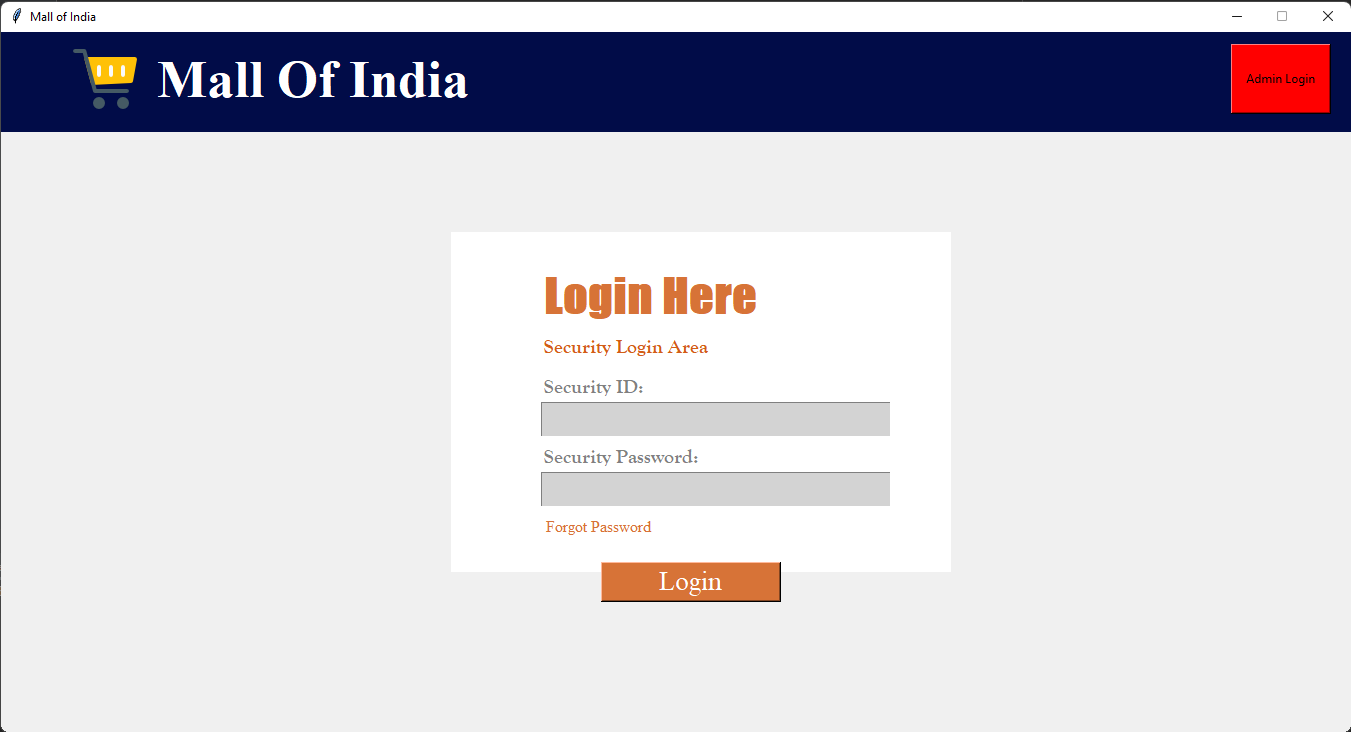 Mall of India
Mall Of India
Admin Login
Login Here
Security Login Area
Security ID:
Security Password:
Forgot Password
Login